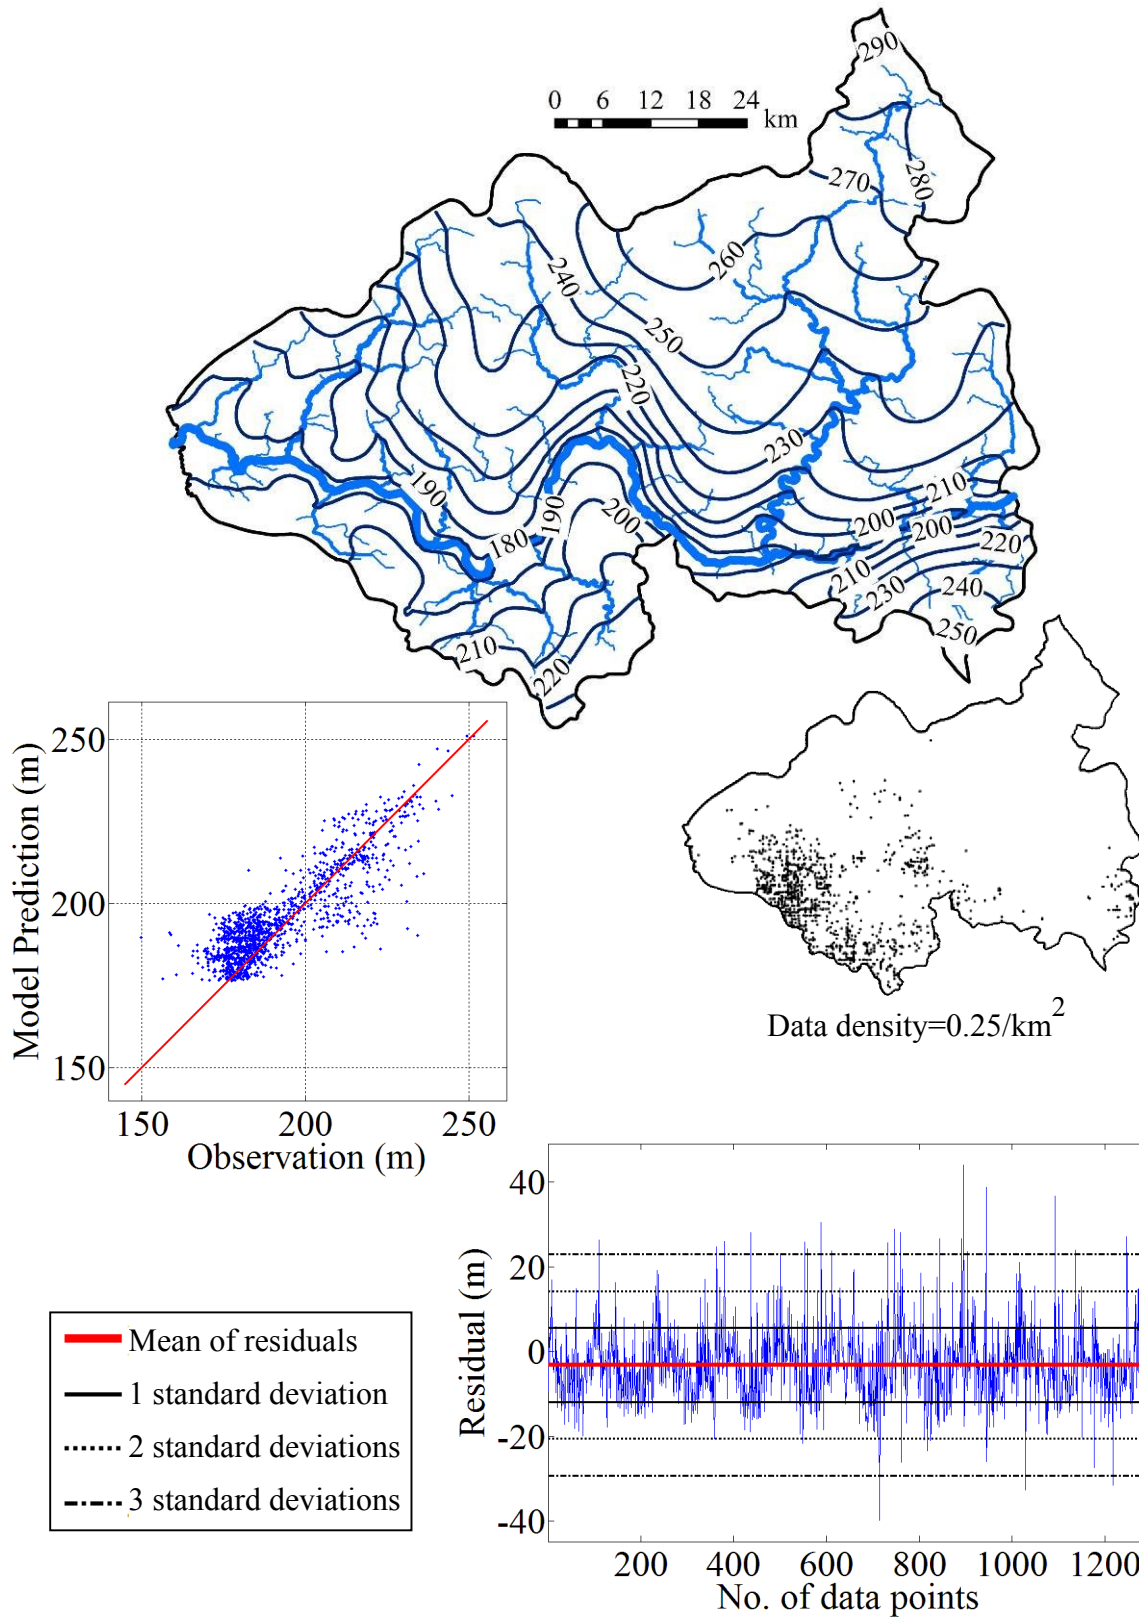 290
0 6 12 18 24
km
270
280
260
240
250
220
230
190
210
180
190
200
200
200
220
210
230
240
210
250
220
250
200
150
Model Prediction (m)
150 200 250
Observation (m)
Data density=0.25/km2
40
20
0
-20
-40
Residual (m)
200 400 600 800 1000 1200
No. of data points
Mean of residuals
1 standard deviation
2 standard deviations
3 standard deviations